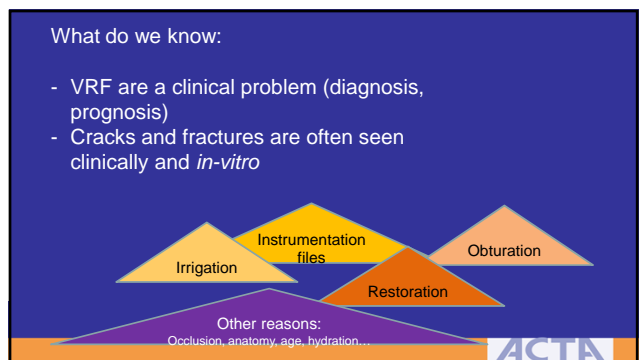 What do we know:
- VRF are a clinical problem (diagnosis,
prognosis)
- Cracks and fractures are often seen
clinically and in-vitro
Instrumentation
files
Irrigation
Obturation
Restoration
Other reasons:
Occlusion, anatomy, age, hydration…
ACTA